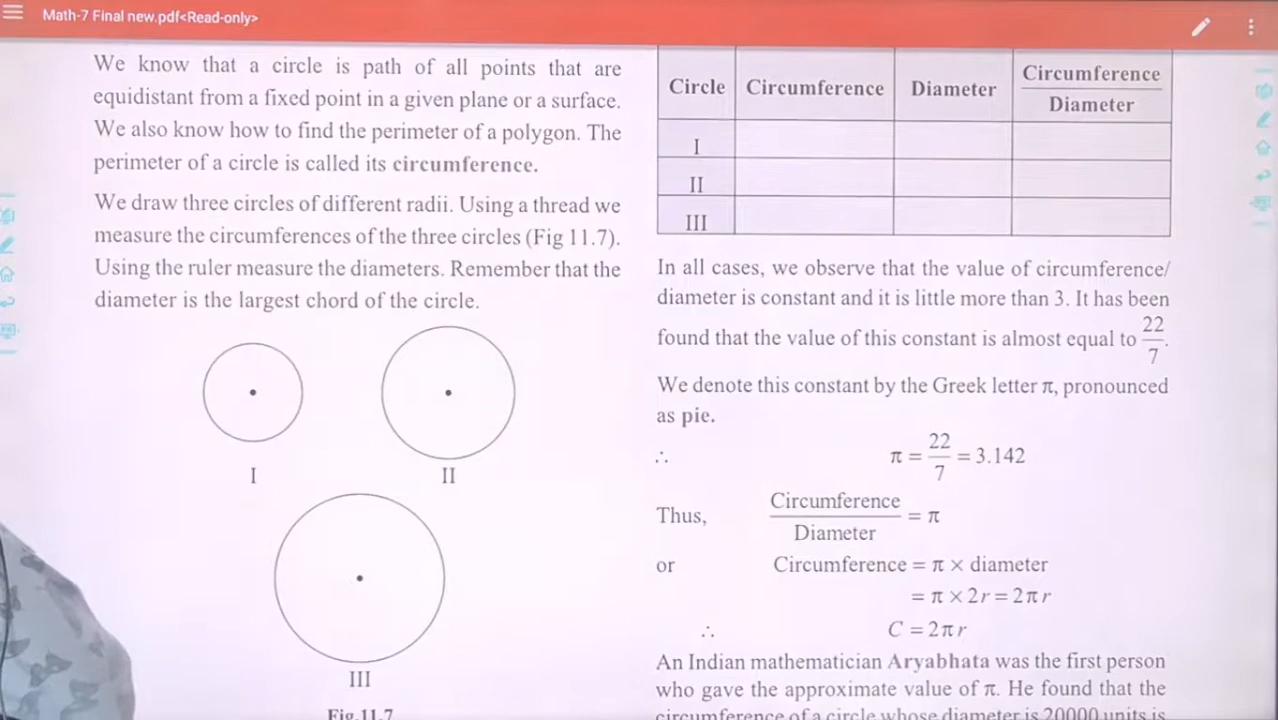 Math-7 Final new.pdf<Read-only>
We know that a circle is path of all points that are
equidistant from a fixed point in a given plane or a surface.
We also know how to find the perimeter of a polygon. The
perimeter of a circle is called its circumference.
We draw three circles of different radii. Using a thread we
measure the circumferences of the three circles (Fig 11.7).
Using the ruler measure the diameters. Remember that the
diameter is the largest chord of the circle.
I II
III
Fig.11.7
Circle Circumference Diameter Circumference/Diameter
I
II
III
In all cases, we observe that the value of circumference/
diameter is constant and it is little more than 3. It has been
found that the value of this constant is almost equal to 22/7.
We denote this constant by the Greek letter π, pronounced
as pie.
∴ π = 22/7 = 3.142
Thus, Circumference/Diameter = π
or Circumference = π × diameter
= π × 2r = 2πr
∴ C = 2πr
An Indian mathematician Aryabhata was the first person
who gave the approximate value of π. He found that the
circumference of a circle whose diameter is 20000 units is